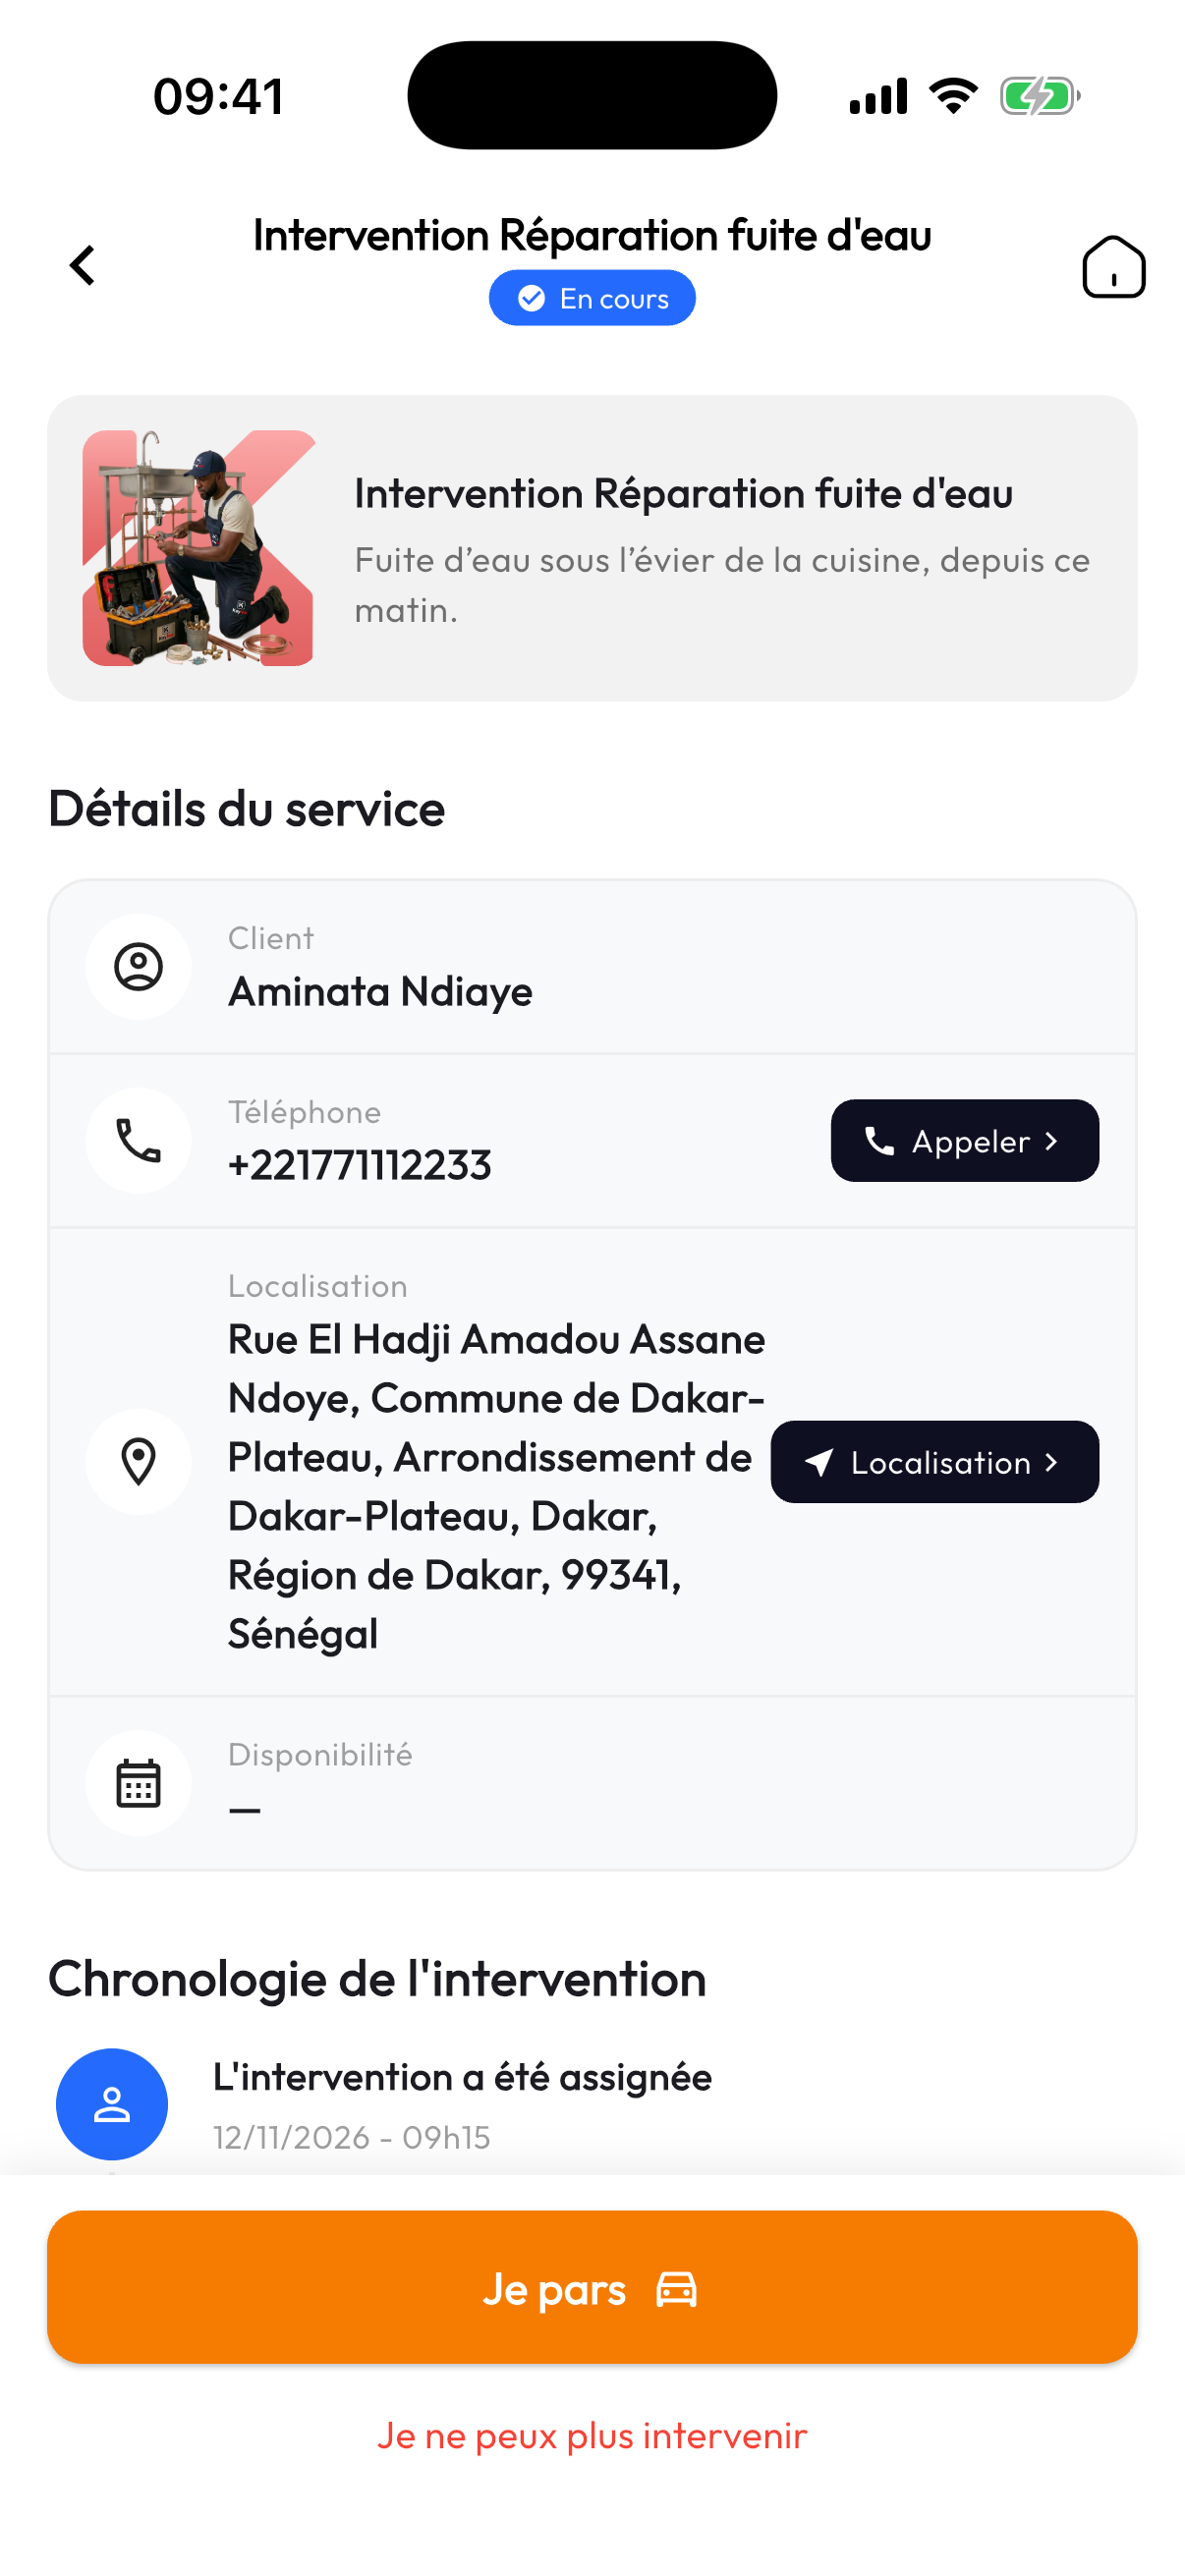 09:41
Intervention Réparation fuite d'eau
En cours
Intervention Réparation fuite d'eau
Fuite d’eau sous l’évier de la cuisine, depuis ce
matin.
Détails du service
Client
Aminata Ndiaye
Téléphone
+221771112233
Appeler
Localisation
Rue El Hadji Amadou Assane
Ndoye, Commune de Dakar-
Plateau, Arrondissement de
Dakar-Plateau, Dakar,
Région de Dakar, 99341,
Sénégal
Localisation
Disponibilité
—
Chronologie de l'intervention
L'intervention a été assignée
12/11/2026 - 09h15
Je pars
Je ne peux plus intervenir